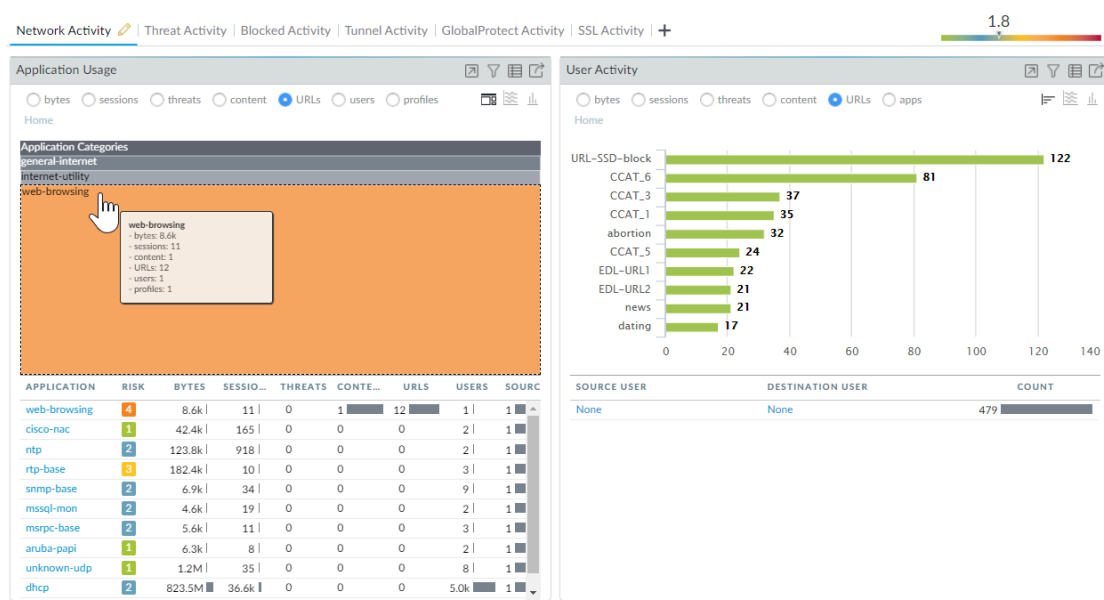 Network Activity Threat Activity Blocked Activity Tunnel Activity GlobalProtect Activity SSL Activity +
1.8
Application Usage
bytes sessions threats content URLs users profiles
Home
Application Categories
general-internet
internet-utility
web-browsing
web-browsing
- bytes: 8.6k
- sessions: 11
- content: 1
- URLs: 12
- users: 1
- profiles: 1
APPLICATION RISK BYTES SESSIO... THREATS CONTE... URLS USERS SOURC
web-browsing 4 8.6k 11 0 1 12 1 1
cisco-nac 1 42.4k 165 0 0 0 2 1
ntp 2 123.8k 918 0 0 0 2 1
rtp-base 3 182.4k 10 0 0 0 3 1
snmp-base 2 6.9k 34 0 0 0 9 1
mssql-mon 2 4.6k 19 0 0 0 2 1
msrpc-base 2 5.6k 11 0 0 0 3 1
aruba-papi 1 6.3k 8 0 0 0 2 1
unknown-udp 1 1.2M 35 0 0 0 8 1
dhcp 2 823.5M 36.6k 0 0 0 5.0k 1
User Activity
bytes sessions threats content URLs apps
Home
URL-SSD-block 122
CCAT_6 81
CCAT_3 37
CCAT_1 35
abortion 32
CCAT_5 24
EDL-URL1 22
EDL-URL2 21
news 21
dating 17
0 20 40 60 80 100 120 140
SOURCE USER DESTINATION USER COUNT
None None 479